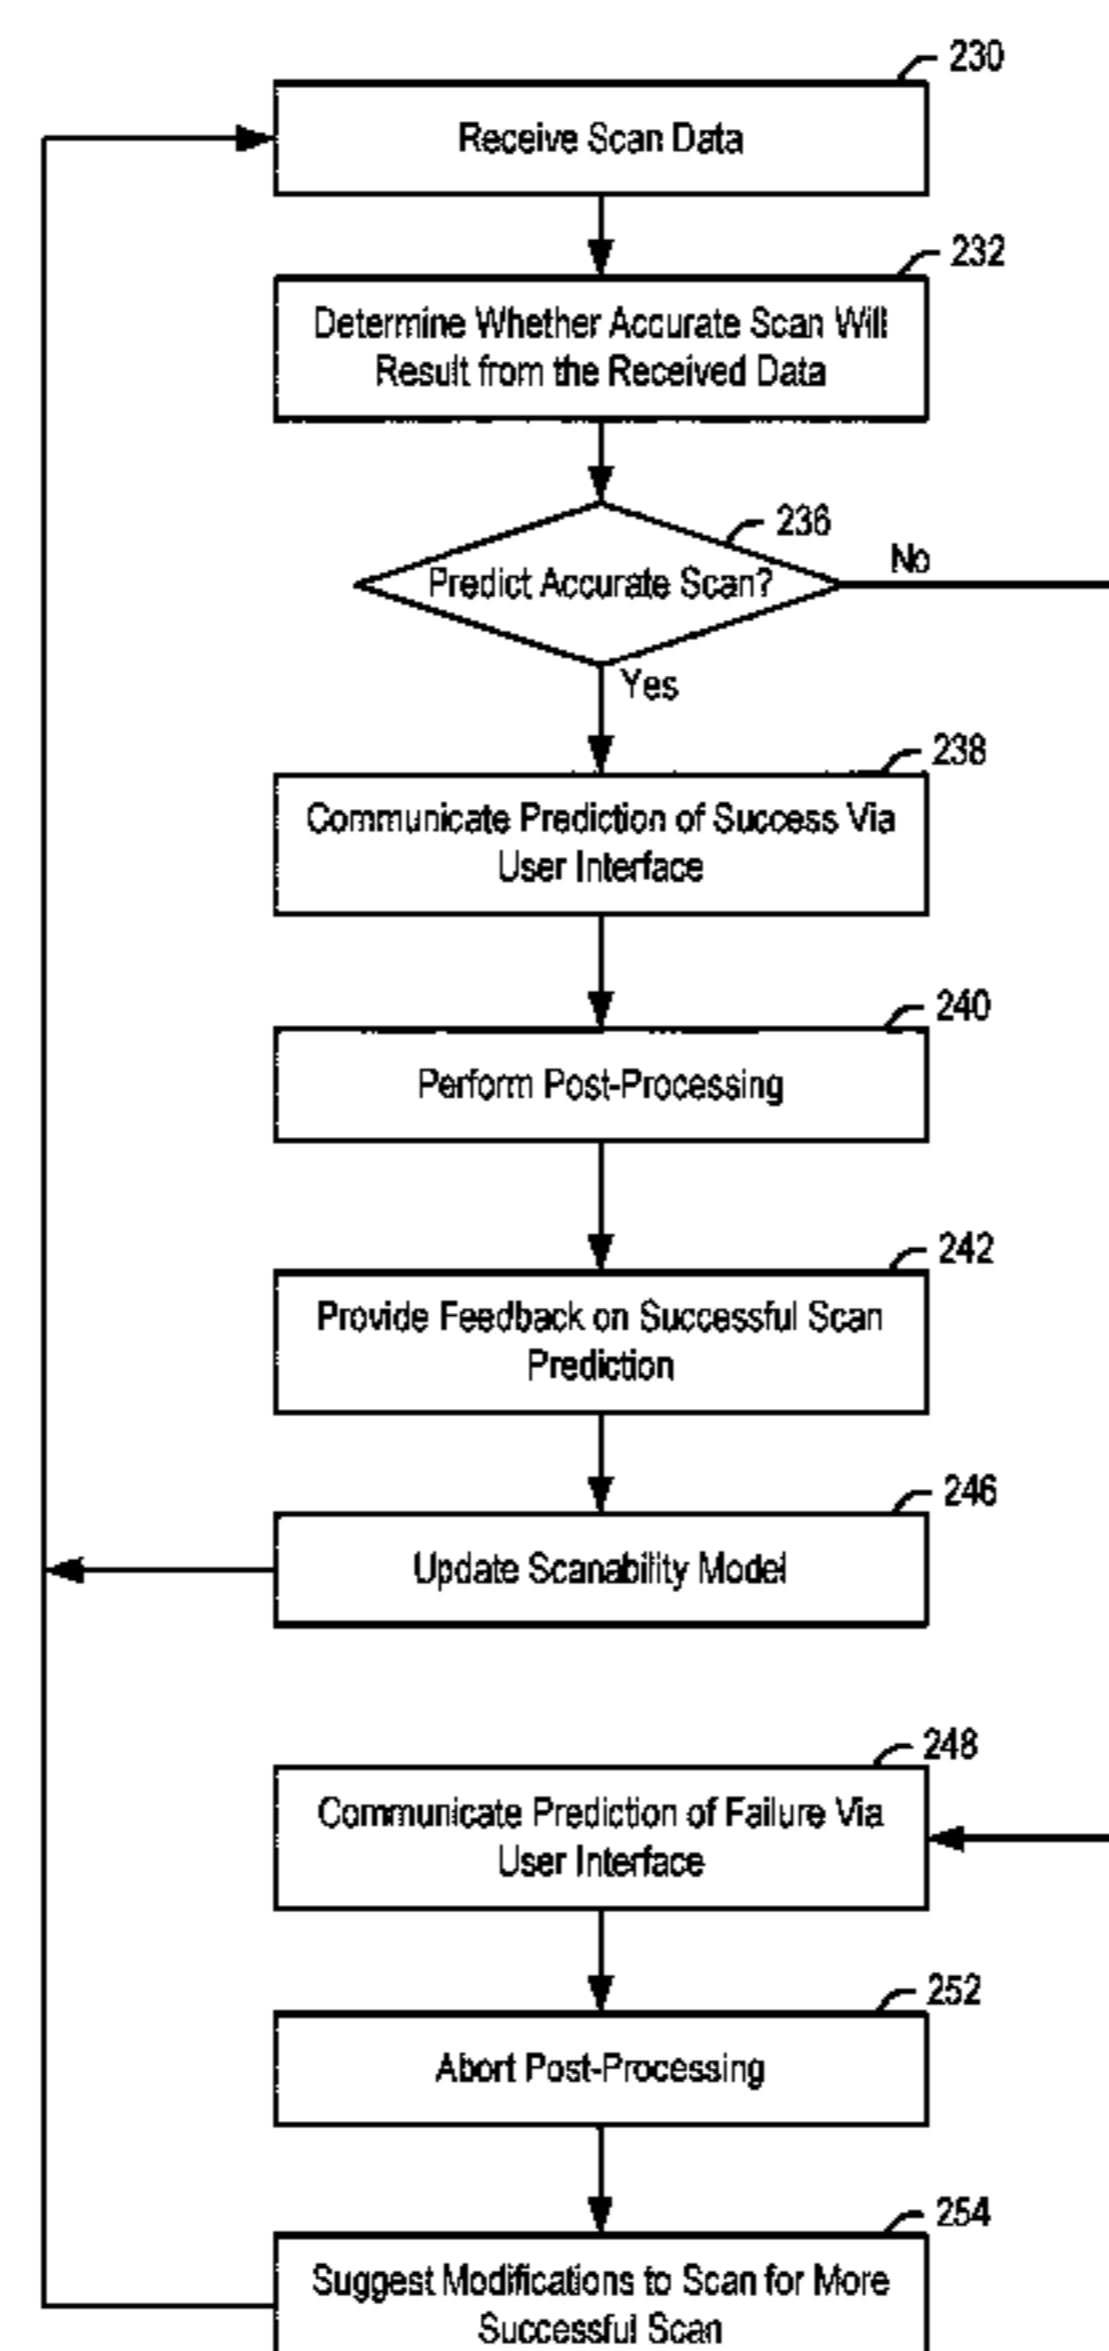 230
Receive Scan Data
232
Determine Whether Accurate Scan Will
Result from the Received Data
236
Predict Accurate Scan?
No
Yes
238
Communicate Prediction of Success Via
User Interface
240
Perform Post-Processing
242
Provide Feedback on Successful Scan
Prediction
246
Update Scanability Model
248
Communicate Prediction of Failure Via
User Interface
252
Abort Post-Processing
254
Suggest Modifications to Scan for More
Successful Scan